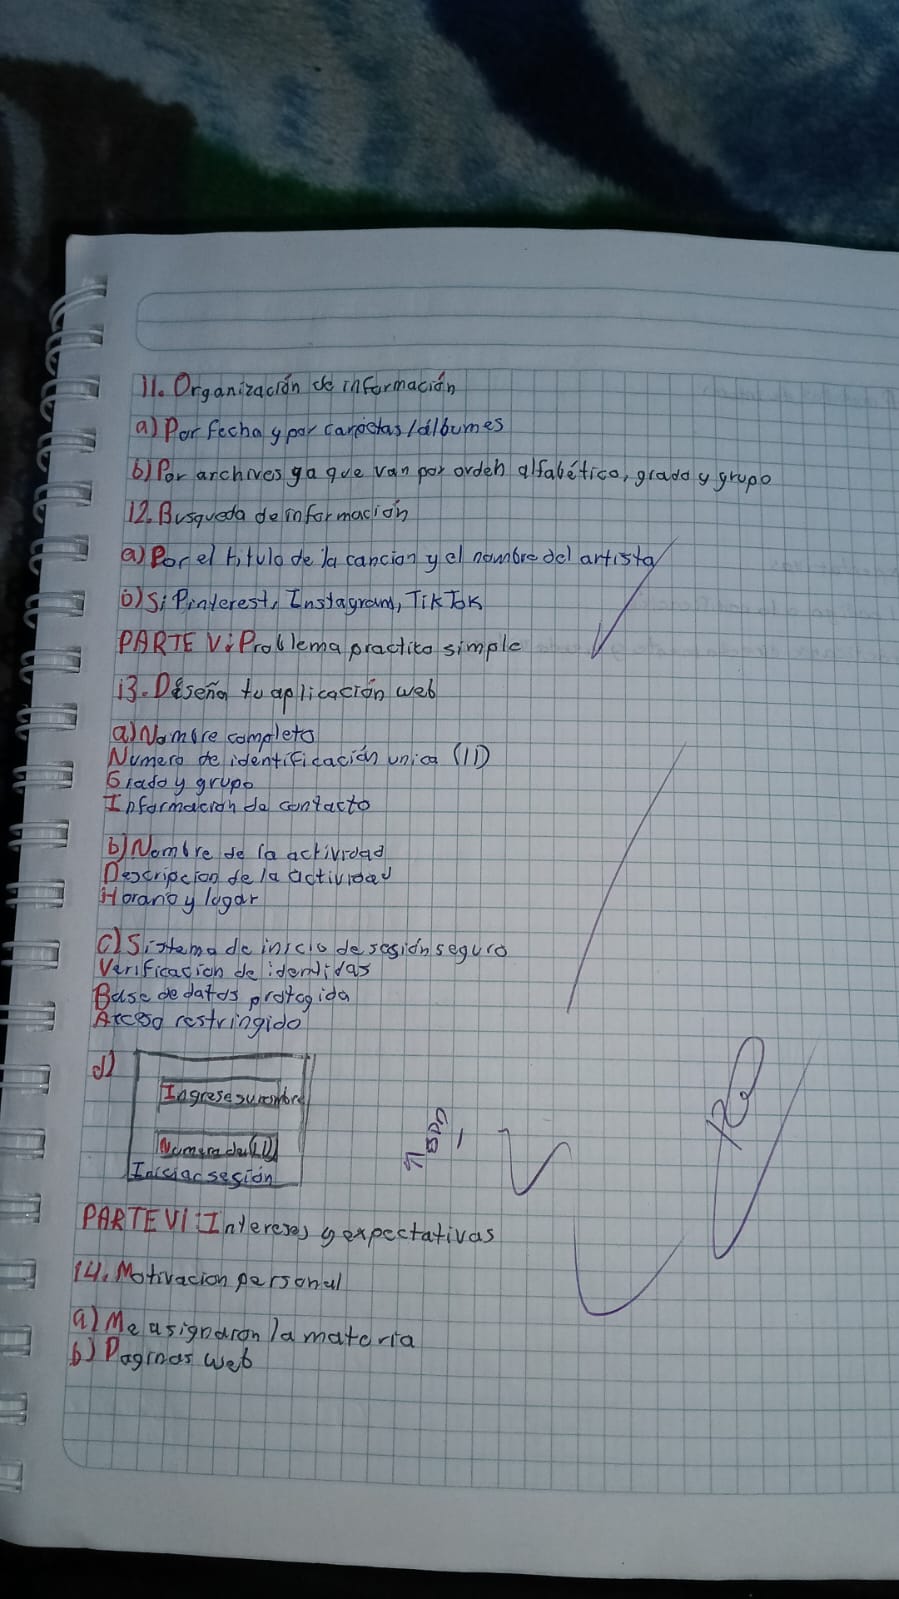 11. Organización de información
a) Por fecha y por carpetas/álbumes
b) Por archives ya que van por orden alfabético, grado y grupo
12. Busqueda de información
a) Por el titulo de la cancion y el nombre del artista
b) Si Pinterest, Instagram, TikTok
PARTE V: Problema practico simple
13. Diseña tu aplicación web
a) Nombre completo
Numero de identificación unica (ID)
Grado y grupo
Informacion de contacto
b) Nombre de la actividad
Descripcion de la actividad
Horario y lugar
c) Sistema de inicio de sesión seguro
Verificacion de identidas
Base de datos protegida
Acceso restringido
d)
Ingrese su nombre
Numero de (ID)
Iniciar sesión
PARTE VI: Intereses y expectativas
14. Motivacion personal
a) Me asignaron la materia
b) Paginas web